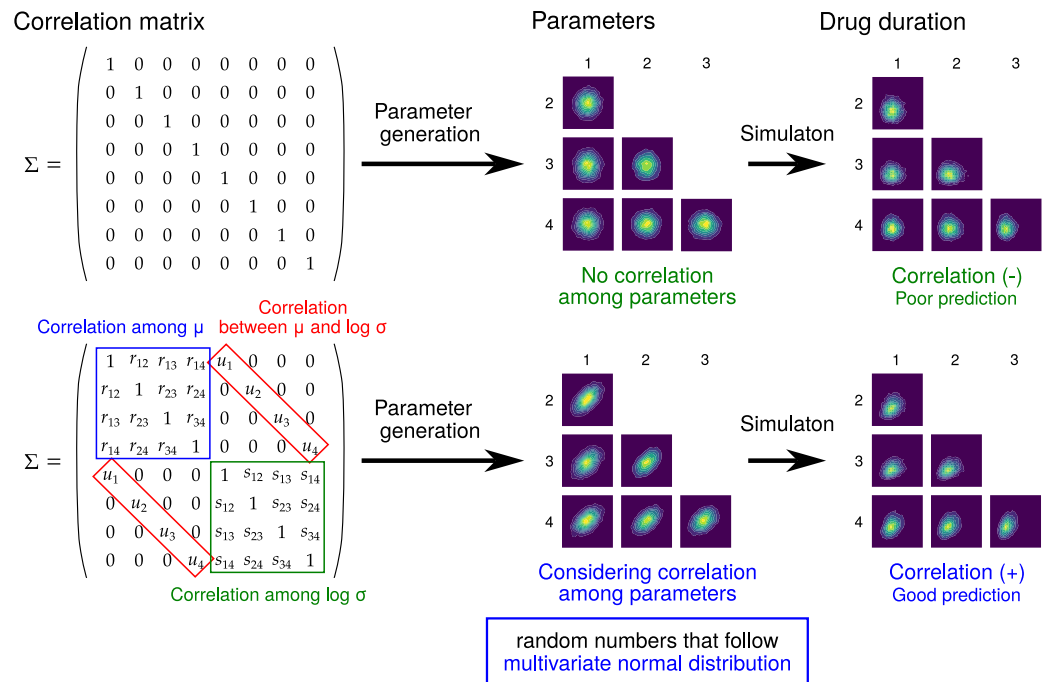 Correlation matrix
Parameters
Drug duration
Σ =
1 0 0 0 0 0 0 0
0 1 0 0 0 0 0 0
0 0 1 0 0 0 0 0
0 0 0 1 0 0 0 0
0 0 0 0 1 0 0 0
0 0 0 0 0 1 0 0
0 0 0 0 0 0 1 0
0 0 0 0 0 0 0 1
Parameter
generation
1 2 3
2
3
4
No correlation
among parameters
Simulaton
1 2 3
2
3
4
Correlation (-)
Poor prediction
Correlation among μ
Correlation
between μ and log σ
Σ =
1 r12 r13 r14 u1 0 0 0
r12 1 r23 r24 0 u2 0 0
r13 r23 1 r34 0 0 u3 0
r14 r24 r34 1 0 0 0 u4
u1 0 0 0 1 s12 s13 s14
0 u2 0 0 s12 1 s23 s24
0 0 u3 0 s13 s23 1 s34
0 0 0 u4 s14 s24 s34 1
Correlation among log σ
Parameter
generation
1 2 3
2
3
4
Considering correlation
among parameters
Simulaton
1 2 3
2
3
4
Correlation (+)
Good prediction
random numbers that follow
multivariate normal distribution